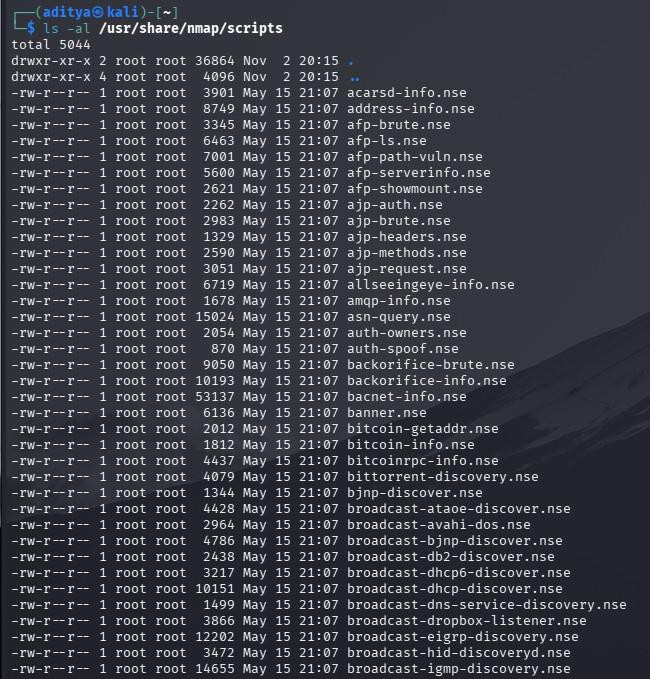 ┌──(aditya㉿kali)-[~]
└─$ ls -al /usr/share/nmap/scripts
total 5044
drwxr-xr-x 2 root root 36864 Nov  2 20:15 .
drwxr-xr-x 4 root root  4096 Nov  2 20:15 ..
-rw-r--r-- 1 root root  3901 May 15 21:07 acarsd-info.nse
-rw-r--r-- 1 root root  8749 May 15 21:07 address-info.nse
-rw-r--r-- 1 root root  3345 May 15 21:07 afp-brute.nse
-rw-r--r-- 1 root root  6463 May 15 21:07 afp-ls.nse
-rw-r--r-- 1 root root  7001 May 15 21:07 afp-path-vuln.nse
-rw-r--r-- 1 root root  5600 May 15 21:07 afp-serverinfo.nse
-rw-r--r-- 1 root root  2621 May 15 21:07 afp-showmount.nse
-rw-r--r-- 1 root root  2262 May 15 21:07 ajp-auth.nse
-rw-r--r-- 1 root root  2983 May 15 21:07 ajp-brute.nse
-rw-r--r-- 1 root root  1329 May 15 21:07 ajp-headers.nse
-rw-r--r-- 1 root root  2590 May 15 21:07 ajp-methods.nse
-rw-r--r-- 1 root root  3051 May 15 21:07 ajp-request.nse
-rw-r--r-- 1 root root  6719 May 15 21:07 allseeingeye-info.nse
-rw-r--r-- 1 root root  1678 May 15 21:07 amqp-info.nse
-rw-r--r-- 1 root root 15024 May 15 21:07 asn-query.nse
-rw-r--r-- 1 root root  2054 May 15 21:07 auth-owners.nse
-rw-r--r-- 1 root root   870 May 15 21:07 auth-spoof.nse
-rw-r--r-- 1 root root  9050 May 15 21:07 backorifice-brute.nse
-rw-r--r-- 1 root root 10193 May 15 21:07 backorifice-info.nse
-rw-r--r-- 1 root root 53137 May 15 21:07 bacnet-info.nse
-rw-r--r-- 1 root root  6136 May 15 21:07 banner.nse
-rw-r--r-- 1 root root  2012 May 15 21:07 bitcoin-getaddr.nse
-rw-r--r-- 1 root root  1812 May 15 21:07 bitcoin-info.nse
-rw-r--r-- 1 root root  4437 May 15 21:07 bitcoinrpc-info.nse
-rw-r--r-- 1 root root  4079 May 15 21:07 bittorrent-discovery.nse
-rw-r--r-- 1 root root  1344 May 15 21:07 bjnp-discover.nse
-rw-r--r-- 1 root root  4428 May 15 21:07 broadcast-ataoe-discover.nse
-rw-r--r-- 1 root root  2964 May 15 21:07 broadcast-avahi-dos.nse
-rw-r--r-- 1 root root  4786 May 15 21:07 broadcast-bjnp-discover.nse
-rw-r--r-- 1 root root  2438 May 15 21:07 broadcast-db2-discover.nse
-rw-r--r-- 1 root root  3217 May 15 21:07 broadcast-dhcp6-discover.nse
-rw-r--r-- 1 root root 10151 May 15 21:07 broadcast-dhcp-discover.nse
-rw-r--r-- 1 root root  1499 May 15 21:07 broadcast-dns-service-discovery.nse
-rw-r--r-- 1 root root  3866 May 15 21:07 broadcast-dropbox-listener.nse
-rw-r--r-- 1 root root 12202 May 15 21:07 broadcast-eigrp-discovery.nse
-rw-r--r-- 1 root root  3472 May 15 21:07 broadcast-hid-discoveryd.nse
-rw-r--r-- 1 root root 14655 May 15 21:07 broadcast-igmp-discovery.nse